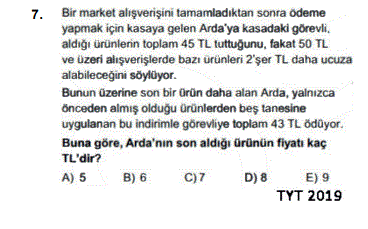 7. Bir market alışverişini tamamladıktan sonra ödeme
yapmak için kasaya gelen Arda'ya kasadaki görevli,
aldığı ürünlerin toplam 45 TL tuttuğunu, fakat 50 TL
ve üzeri alışverişlerde bazı ürünleri 2'şer TL daha ucuza
alabileceğini söylüyor.
Bunun üzerine son bir ürün daha alan Arda, yalnızca
önceden almış olduğu ürünlerden beş tanesine
uygulanan bu indirimle görevliye toplam 43 TL ödüyor.
Buna göre, Arda'nın son aldığı ürünün fiyatı kaç
TL'dir?
A) 5 B) 6 C) 7 D) 8 E) 9
TYT 2019